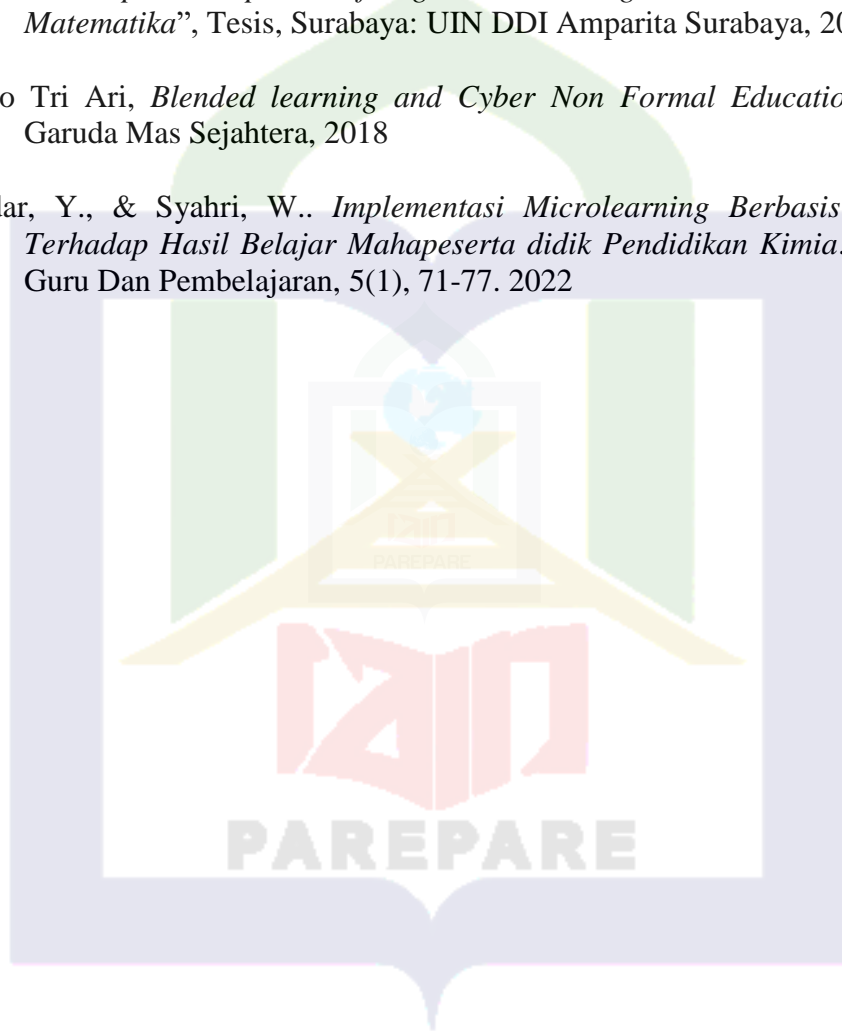 Matematika”, Tesis, Surabaya: UIN DDI Amparita Surabaya, 20
o Tri Ari, Blended learning and Cyber Non Formal Educatio
Garuda Mas Sejahtera, 2018
lar, Y., & Syahri, W.. Implementasi Microlearning Berbasis
Terhadap Hasil Belajar Mahapeserta didik Pendidikan Kimia.
Guru Dan Pembelajaran, 5(1), 71-77. 2022
PAREPARE
iain
PAREPARE